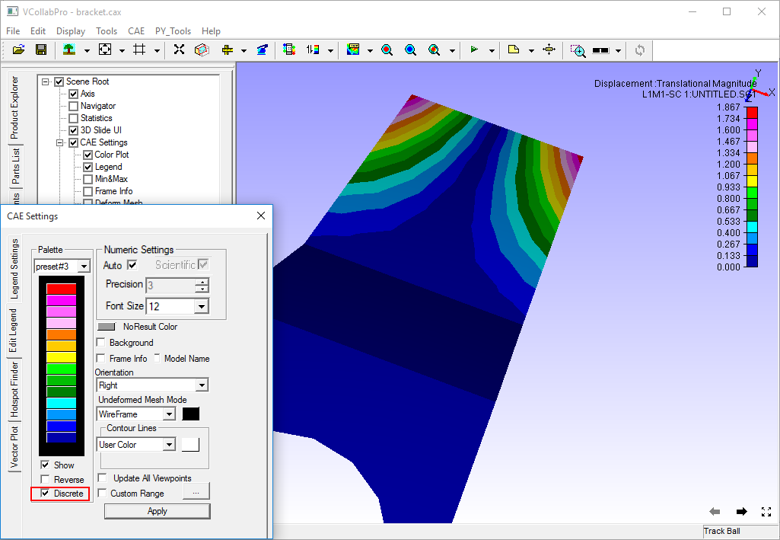 VCollabPro - bracket.cax
File Edit Display Tools CAE PY_Tools Help
Product Explorer
Parts List
Scene Root
Axis
Navigator
Statistics
3D Slide UI
CAE Settings
Color Plot
Legend
Min&Max
Frame Info
Displacement :Translational Magnitude
L1M1-SC 1:UNTITLED.SC1
Y
X
1.867
1.734
1.600
1.467
1.334
1.200
1.067
0.933
0.800
0.667
0.533
0.400
0.267
0.133
0.000
CAE Settings
Legend Settings
Edit Legend
Hotspot Finder
Vector Plot
Palette
preset#3
Show
Reverse
Discrete
Numeric Settings
Auto Scientific
Precision 3
Font Size 12
NoResult Color
Background
Frame Info Model Name
Orientation
Right
Undeformed Mesh Mode
WireFrame
Contour Lines
User Color
Update All Viewpoints
Custom Range ...
Apply
Track Ball